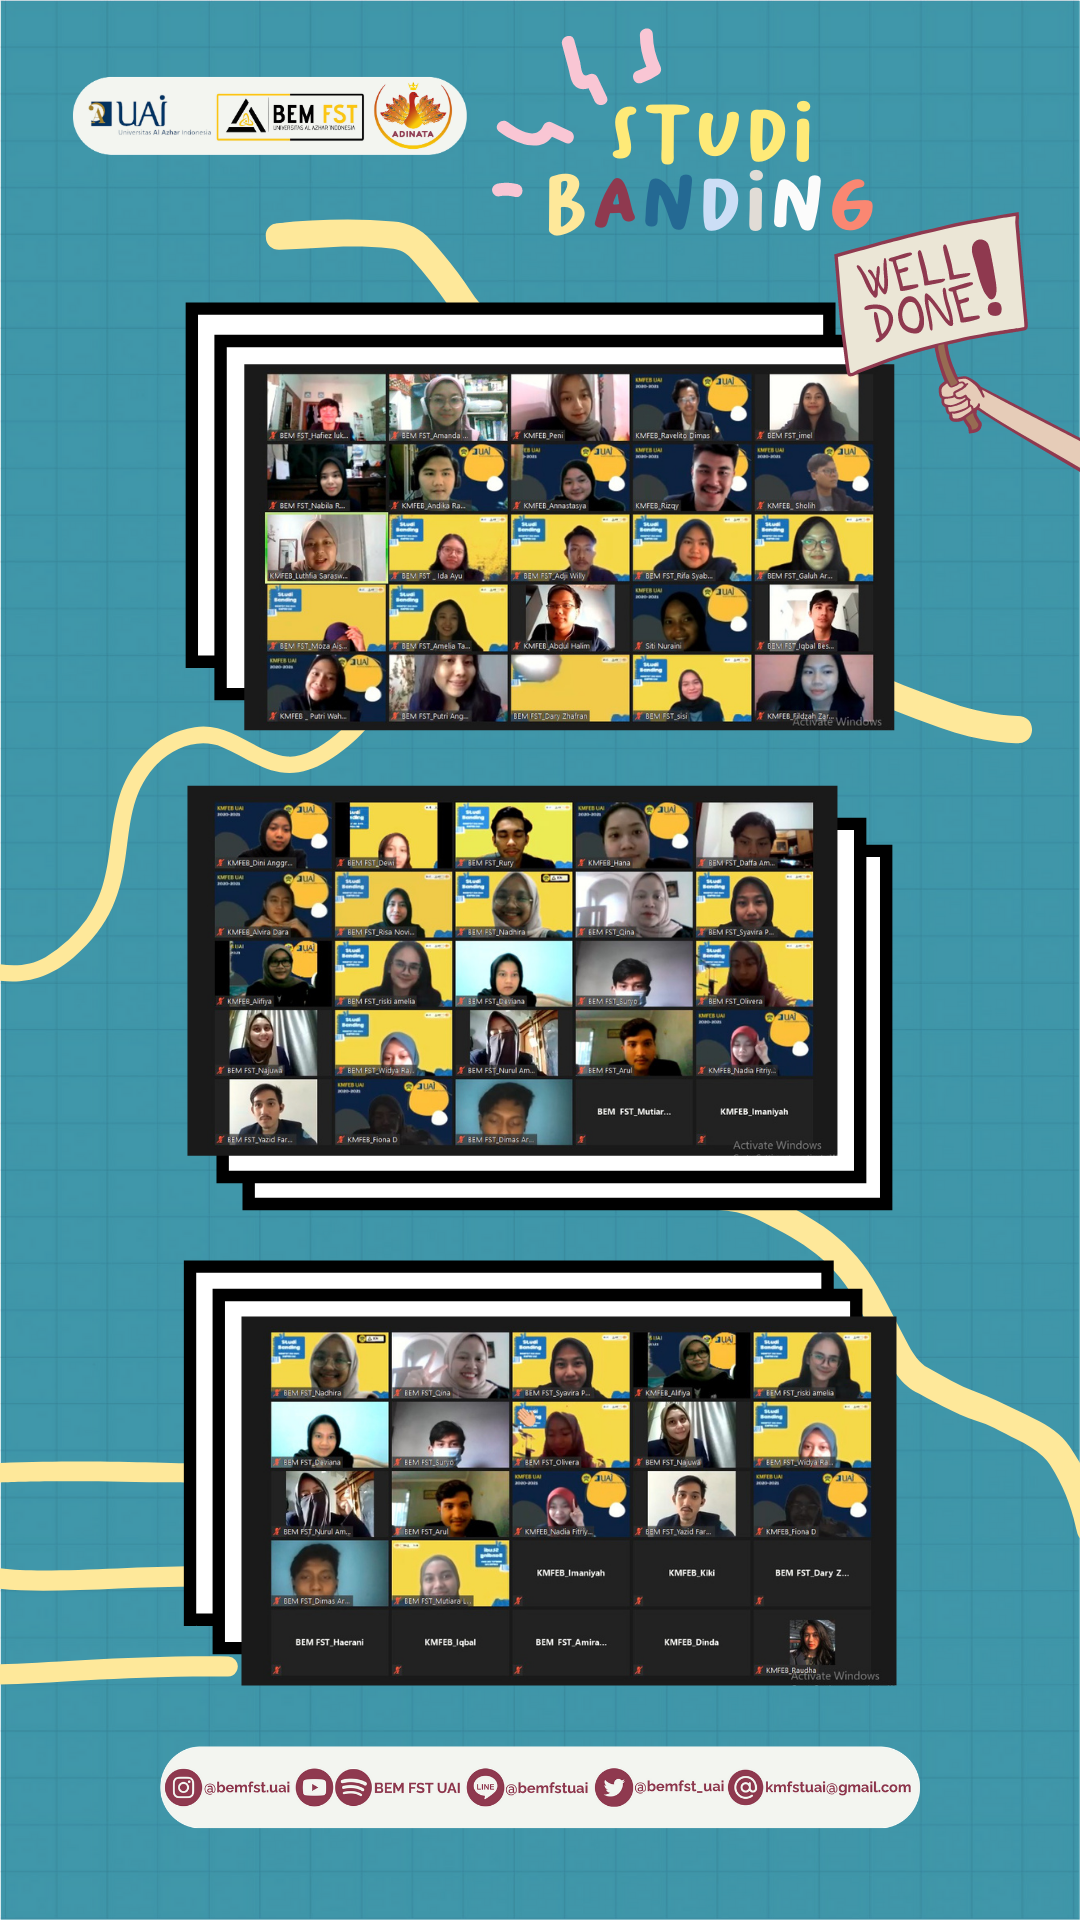 UAI
Universitas Al Azhar Indonesia
BEM FST
UNIVERSITAS AL AZHAR INDONESIA
ADINATA
STUDI
BANDING
WELL
DONE!
BEM FST_Hafiez luk...
BEM FST_Amanda ...
KMFEB_Peni
KMFEB_Ravelito Dimas
BEM FST_imel
BEM FST_Nabila R...
KMFEB_Andika Ra...
KMFEB_Annastasya
KMFEB_Rizqy
KMFEB_ Sholih
KMFEB_Luthfia Sarasw...
BEM FST _ Ida Ayu
BEM FST_Adji Willy
BEM FST_Rifa Syab...
BEM FST_Galuh Ar...
BEM FST_Moza Ais...
BEM FST_Amelia Ta...
KMFEB_Abdul Halim
Siti Nuraini
BEM FST_Iqbal Bes...
KMFEB _ Putri Wah...
BEM FST_Putri Ang...
BEM FST_Dary Zhafran
BEM FST_sisi
KMFEB_Fildzah Zar...
Activate Windows
KMFEB_Dini Anggr...
BEM FST_Dewi
BEM FST_Rury
KMFEB_Hana
BEM FST_Daffa Am...
KMFEB_Alvira Dara
BEM FST_Risa Novi...
BEM FST_Nadhira
BEM FST_Qina
BEM FST_Syavira P...
KMFEB_Alifiya
BEM FST_riski amelia
BEM FST_Daviana
BEM FST_Suryo
BEM FST_Olivera
BEM FST_Najuwa
BEM FST_Widya Ra...
BEM FST_Nurul Am...
BEM FST_Arul
KMFEB_Nadia Fitriy...
BEM FST_Yazid Far...
KMFEB_Fiona D
BEM FST_Dimas Ar...
BEM FST_Mutiar...
KMFEB_Imaniyah
Activate Windows
BEM FST_Nadhira
BEM FST_Qina
BEM FST_Syavira P...
KMFEB_Alifiya
BEM FST_riski amelia
BEM FST_Daviana
BEM FST_Suryo
BEM FST_Olivera
BEM FST_Najuwa
BEM FST_Widya Ra...
BEM FST_Nurul Am...
BEM FST_Arul
KMFEB_Nadia Fitriy...
BEM FST_Yazid Far...
KMFEB_Fiona D
BEM FST_Dimas Ar...
BEM FST_Mutiara L...
KMFEB_Imaniyah
KMFEB_Kiki
BEM FST_Dary Z...
BEM FST_Haerani
KMFEB_Iqbal
BEM FST_Amira...
KMFEB_Dinda
KMFEB_Raudha
Activate Windows
@bemfst.uai
BEM FST UAI
LINE
@bemfstuai
@bemfst_uai
kmfstuai@gmail.com